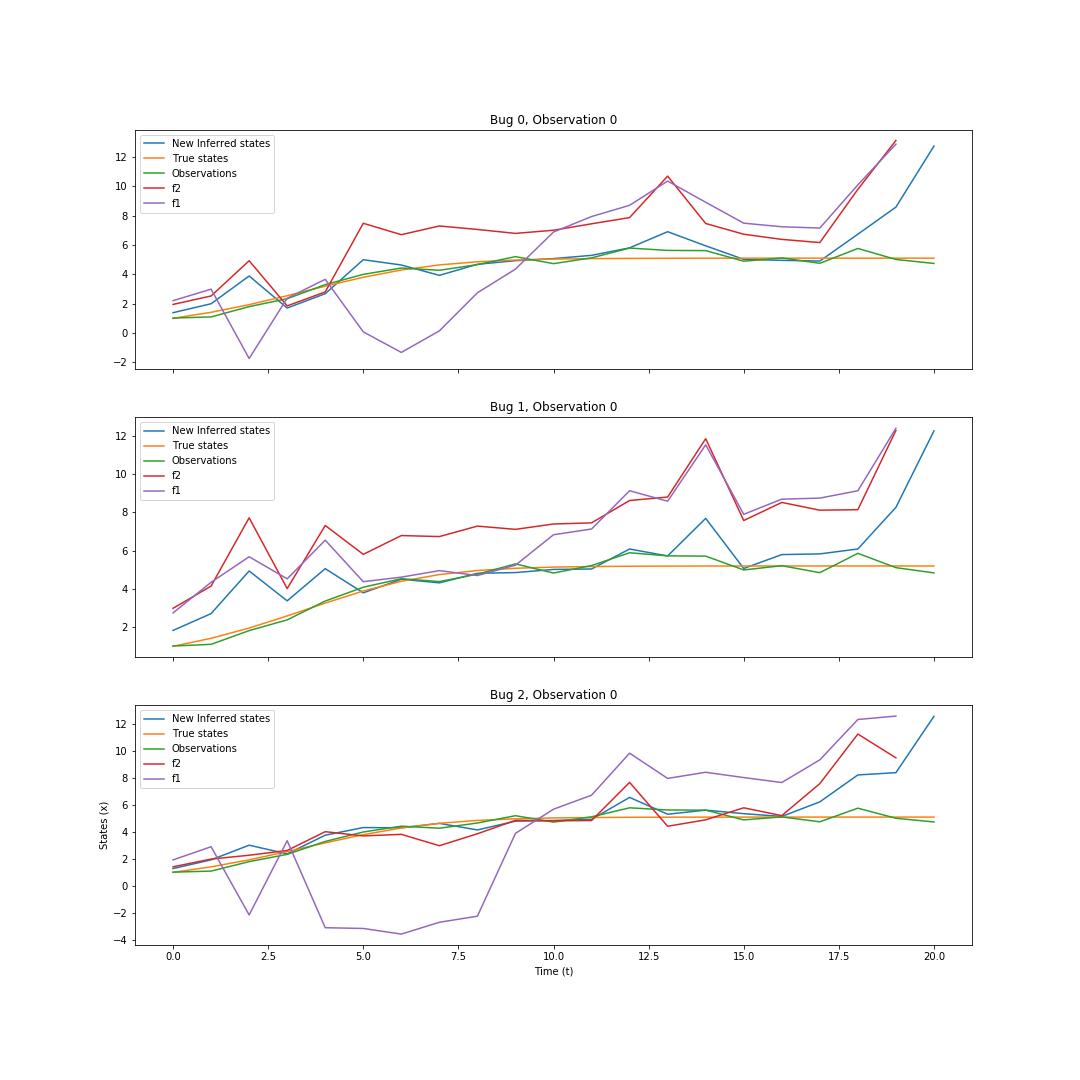 Bug 0, Observation 0
New Inferred states
True states
Observations
f2
f1
12
10
8
6
4
2
0
−2
Bug 1, Observation 0
New Inferred states
True states
Observations
f2
f1
12
10
8
6
4
2
Bug 2, Observation 0
New Inferred states
True states
Observations
f2
f1
12
10
8
6
4
2
0
−2
−4
States (x)
0.0 2.5 5.0 7.5 10.0 12.5 15.0 17.5 20.0
Time (t)